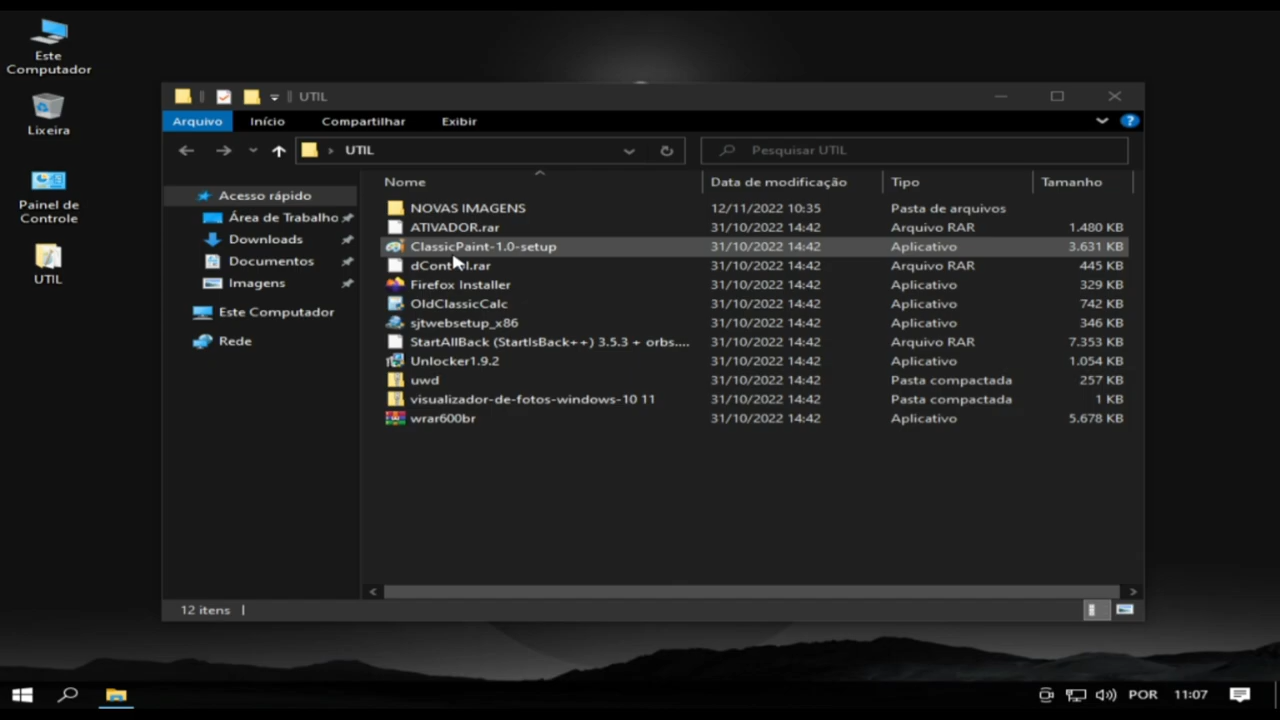 Este
Computador
Lixeira
Painel de
Controle
UTIL
UTIL
Arquivo Início Compartilhar Exibir
UTIL
Pesquisar UTIL
Acesso rápido
Área de Trabalho
Downloads
Documentos
Imagens
Este Computador
Rede
Nome Data de modificação Tipo Tamanho
NOVAS IMAGENS 12/11/2022 10:35 Pasta de arquivos
ATIVADOR.rar 31/10/2022 14:42 Arquivo RAR 1.480 KB
ClassicPaint-1.0-setup 31/10/2022 14:42 Aplicativo 3.631 KB
dControl.rar 31/10/2022 14:42 Arquivo RAR 445 KB
Firefox Installer 31/10/2022 14:42 Aplicativo 329 KB
OldClassicCalc 31/10/2022 14:42 Aplicativo 742 KB
sjtwebsetup_x86 31/10/2022 14:42 Aplicativo 346 KB
StartAllBack (StartIsBack++) 3.5.3 + orbs.... 31/10/2022 14:42 Arquivo RAR 7.353 KB
Unlocker1.9.2 31/10/2022 14:42 Aplicativo 1.054 KB
uwd 31/10/2022 14:42 Pasta compactada 257 KB
visualizador-de-fotos-windows-10 11 31/10/2022 14:42 Pasta compactada 1 KB
wrar600br 31/10/2022 14:42 Aplicativo 5.678 KB
12 itens
POR 11:07